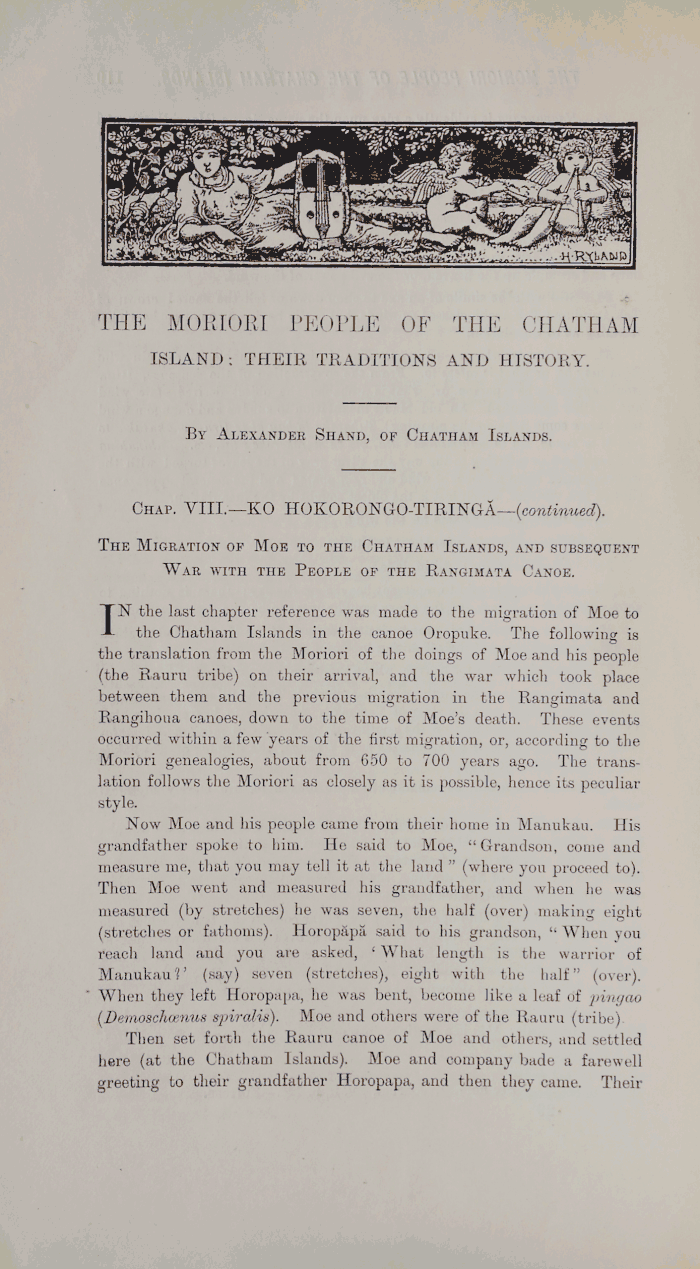 H·RYLAND
THE MORIORI PEOPLE OF THE CHATHAM
ISLAND: THEIR TRADITIONS AND HISTORY.
By Alexander Shand, of Chatham Islands.
Chap. VIII.—KO HOKORONGO-TIRINGĂ—(continued).
The Migration of Moe to the Chatham Islands, and subsequent
War with the People of the Rangimata Canoe.
IN the last chapter reference was made to the migration of Moe to
the Chatham Islands in the canoe Oropuke. The following is
the translation from the Moriori of the doings of Moe and his people
(the Rauru tribe) on their arrival, and the war which took place
between them and the previous migration in the Rangimata and
Rangihoua canoes, down to the time of Moe's death. These events
occurred within a few years of the first migration, or, according to the
Moriori genealogies, about from 650 to 700 years ago. The trans-
lation follows the Moriori as closely as it is possible, hence its peculiar
style.
Now Moe and his people came from their home in Manukau. His
grandfather spoke to him. He said to Moe, "Grandson, come and
measure me, that you may tell it at the land" (where you proceed to).
Then Moe went and measured his grandfather, and when he was
measured (by stretches) he was seven, the half (over) making eight
(stretches or fathoms). Horopăpă said to his grandson, "When you
reach land and you are asked, 'What length is the warrior of
Manukau?' (say) seven (stretches), eight with the half" (over).
When they left Horopapa, he was bent, become like a leaf of pingao
(Demoschœnus spiralis). Moe and others were of the Rauru (tribe).
Then set forth the Rauru canoe of Moe and others, and settled
here (at the Chatham Islands). Moe and company bade a farewell
greeting to their grandfather Horopapa, and then they came. Their